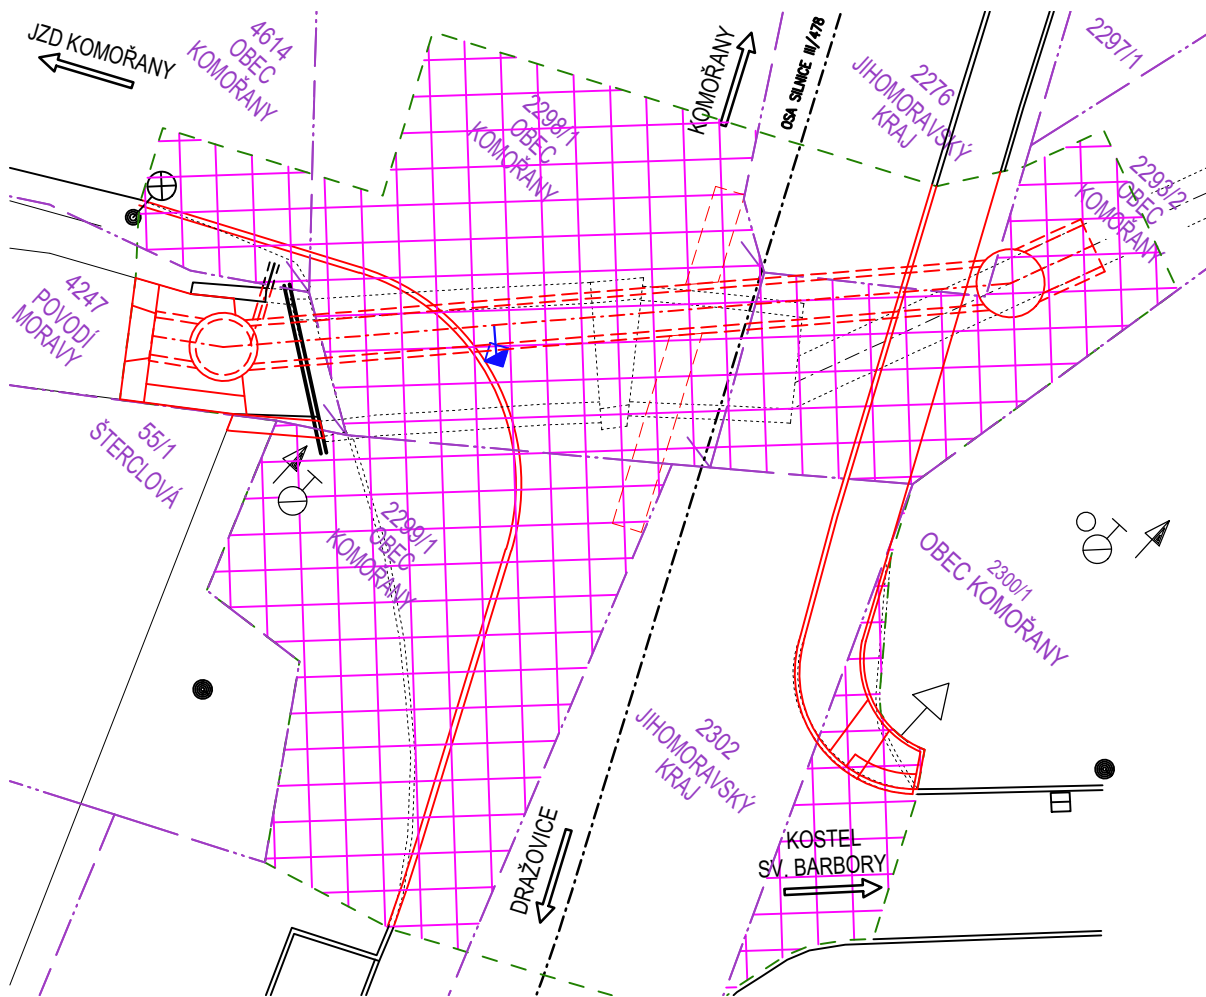 JZD KOMOŘANY
4614
OBEC
KOMOŘANY
2298/1
OBEC
KOMOŘANY
KOMOŘANY
OSA SILNICE III/478
2276
JIHOMORAVSKÝ
KRAJ
2297/1
2293/2
OBEC
KOMOŘANY
4247
POVODÍ
MORAVY
55/1
ŠTERCLOVÁ
2299/1
OBEC
KOMOŘANY
2300/1
OBEC KOMOŘANY
2302
JIHOMORAVSKÝ
KRAJ
DRAŽOVICE
KOSTEL
SV. BARBORY